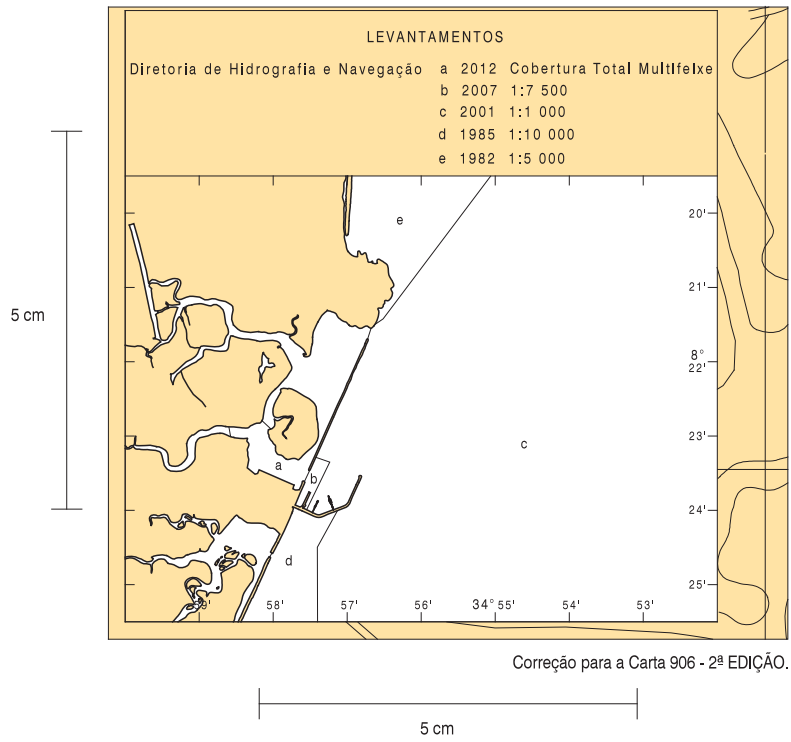 LEVANTAMENTOS
Diretoria de Hidrografia e Navegação a 2012 Cobertura Total Multifeixe
b 2007 1:7 500
c 2001 1:1 000
d 1985 1:10 000
e 1982 1:5 000
e
20'
21'
5 cm
8°
22'
23'
c
a
b
24'
d
25'
59' 58' 57' 56' 34° 55' 54' 53'
Correção para a Carta 906 - 2ª EDIÇÃO.
5 cm